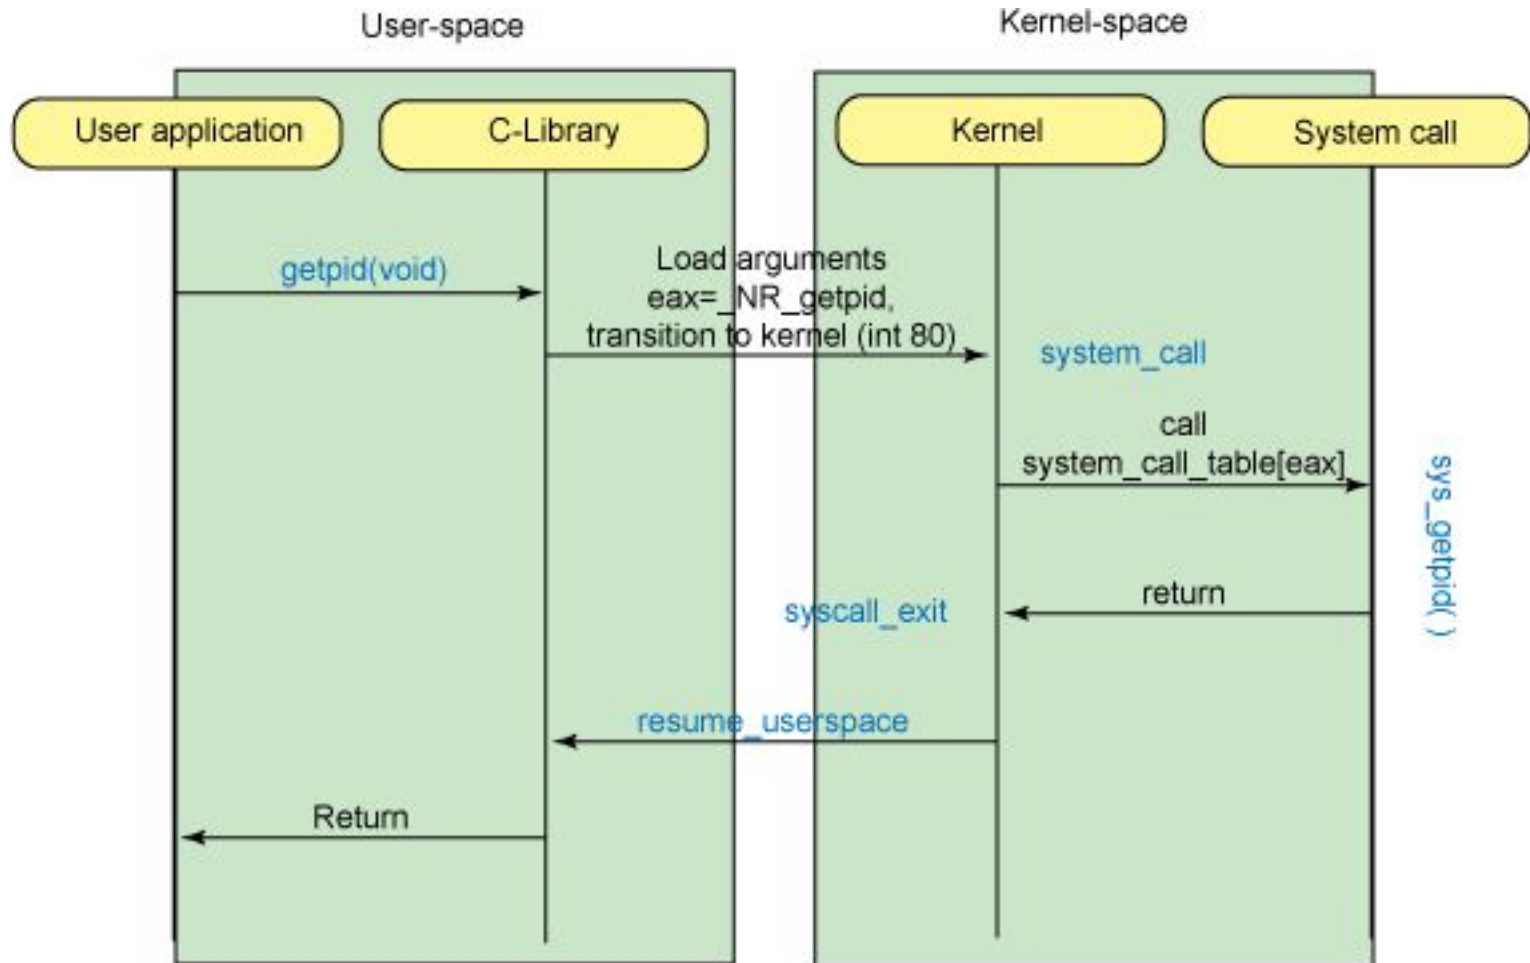 User-space
Kernel-space
User application
C-Library
Kernel
System call
getpid(void)
Load arguments
eax=_NR_getpid,
transition to kernel (int 80)
system_call
call
system_call_table[eax]
sys_getpid( )
return
syscall_exit
resume_userspace
Return